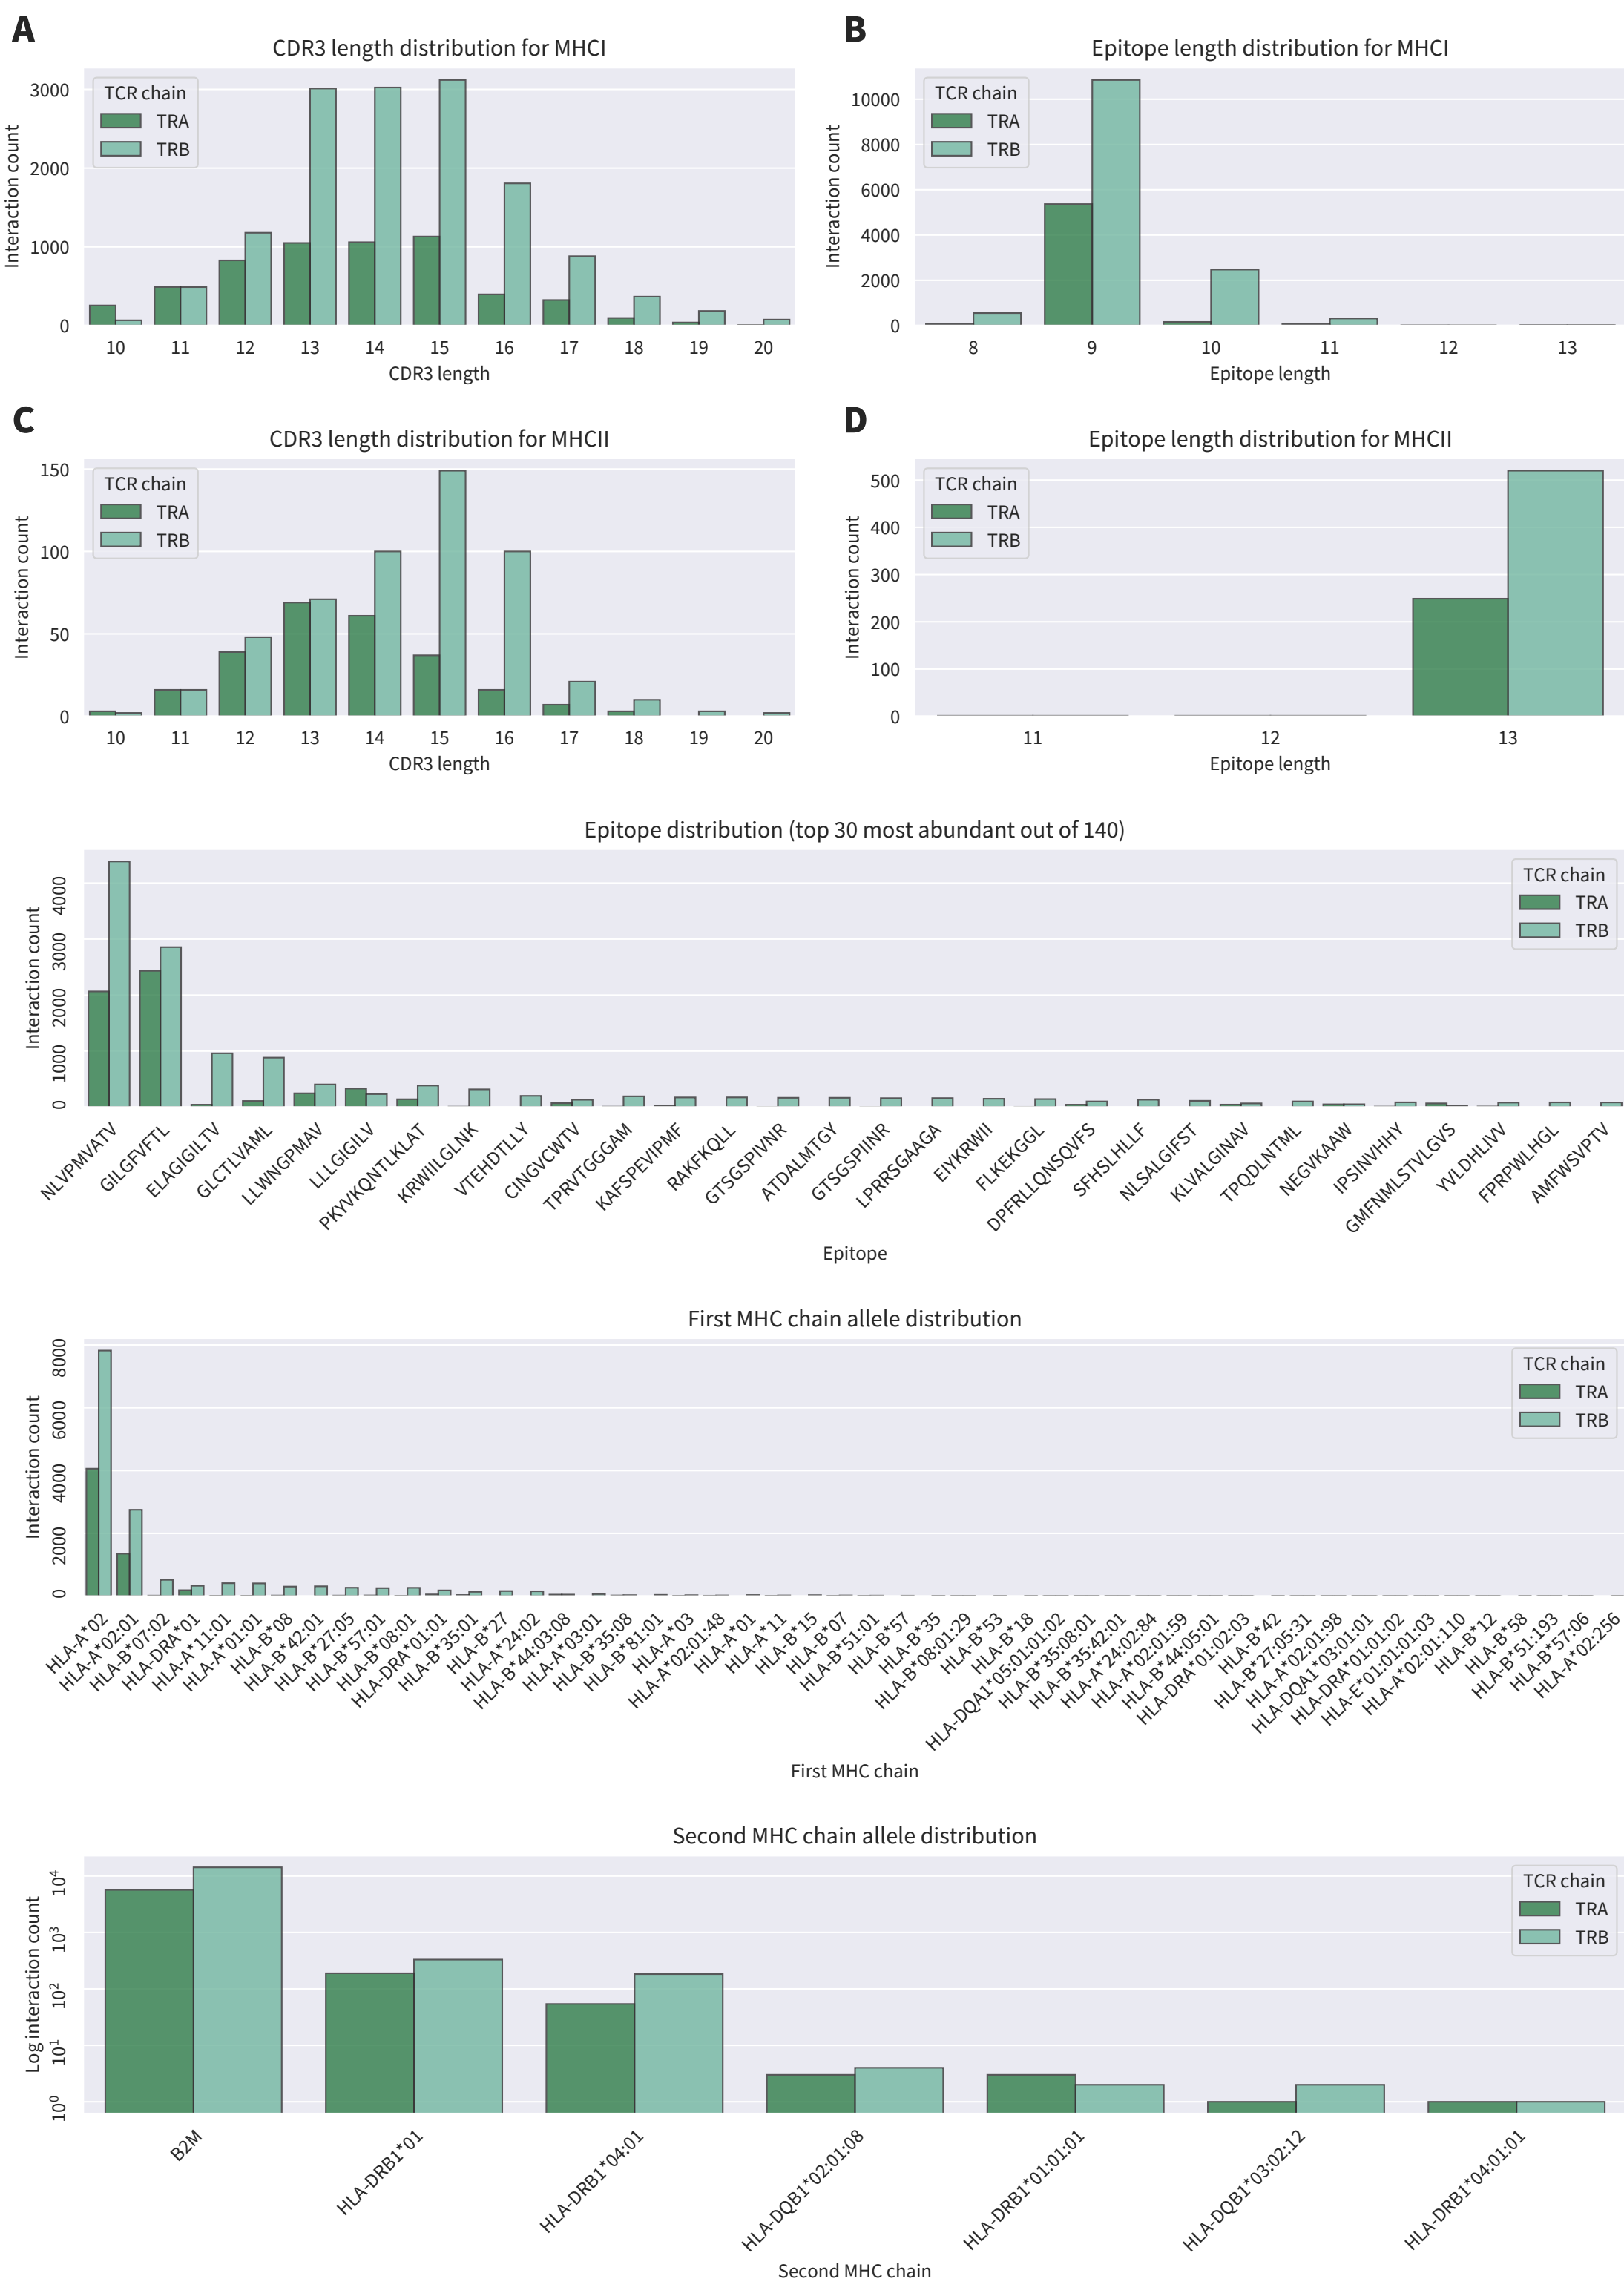 A
CDR3 length distribution for MHCI
Interaction count
3000
2000
1000
0
TCR chain
TRA
TRB
10 11 12 13 14 15 16 17 18 19 20
CDR3 length
B
Epitope length distribution for MHCI
Interaction count
10000
8000
6000
4000
2000
0
TCR chain
TRA
TRB
8 9 10 11 12 13
Epitope length
C
CDR3 length distribution for MHCII
Interaction count
150
100
50
0
TCR chain
TRA
TRB
10 11 12 13 14 15 16 17 18 19 20
CDR3 length
D
Epitope length distribution for MHCII
Interaction count
500
400
300
200
100
0
TCR chain
TRA
TRB
11 12 13
Epitope length
Epitope distribution (top 30 most abundant out of 140)
Interaction count
4000
3000
2000
1000
0
TCR chain
TRA
TRB
NLVPMVATV
GILGFVFTL
ELAGIGILTV
GLCTLVAML
LLWNGPMAV
LLLGIGILV
PKYVKQNTLKLAT
KRWIILGLNK
VTEHDTLLY
CINGVCWTV
TPRVTGGGAM
KAFSPEVIPMF
RAKFKQLL
GTSGSPIVNR
ATDALMTGY
GTSGSPIINR
LPRRSGAAGA
EIYKRWII
FLKEKGGL
DPFRLLQNSQVFS
SFHSLHLLF
NLSALGIFST
KLVALGINAV
TPQDLNTML
NEGVKAAW
IPSINVHHY
GMFNMLSTVLGVS
YVLDHLIVV
FPRPWLHGL
AMFWSVPTV
Epitope
First MHC chain allele distribution
Interaction count
8000
6000
4000
2000
0
TCR chain
TRA
TRB
HLA-A*02
HLA-A*02:01
HLA-B*07:02
HLA-DRA*01
HLA-A*11:01
HLA-A*01:01
HLA-B*08
HLA-B*42:01
HLA-B*27:05
HLA-B*57:01
HLA-B*08:01
HLA-DRA*01:01
HLA-B*35:01
HLA-B*27
HLA-A*24:02
HLA-B*44:03:08
HLA-A*03:01
HLA-B*35:08
HLA-B*81:01
HLA-A*03
HLA-A*02:01:48
HLA-A*01
HLA-A*11
HLA-B*15
HLA-B*07
HLA-B*51:01
HLA-B*57
HLA-B*35
HLA-B*08:01:29
HLA-B*53
HLA-B*18
HLA-DQA1*05:01:01:02
HLA-B*35:08:01
HLA-B*35:42:01
HLA-A*24:02:84
HLA-A*02:01:59
HLA-B*44:05:01
HLA-DRA*01:02:03
HLA-B*42
HLA-B*27:05:31
HLA-A*02:01:98
HLA-DQA1*03:01:01
HLA-DRA*01:01:02
HLA-E*01:01:01:03
HLA-A*02:01:110
HLA-B*12
HLA-B*58
HLA-B*51:193
HLA-B*57:06
HLA-A*02:256
First MHC chain
Second MHC chain allele distribution
Log interaction count
10⁴
10³
10²
10¹
10⁰
TCR chain
TRA
TRB
B2M
HLA-DRB1*01
HLA-DRB1*04:01
HLA-DQB1*02:01:08
HLA-DRB1*01:01:01
HLA-DQB1*03:02:12
HLA-DRB1*04:01:01
Second MHC chain